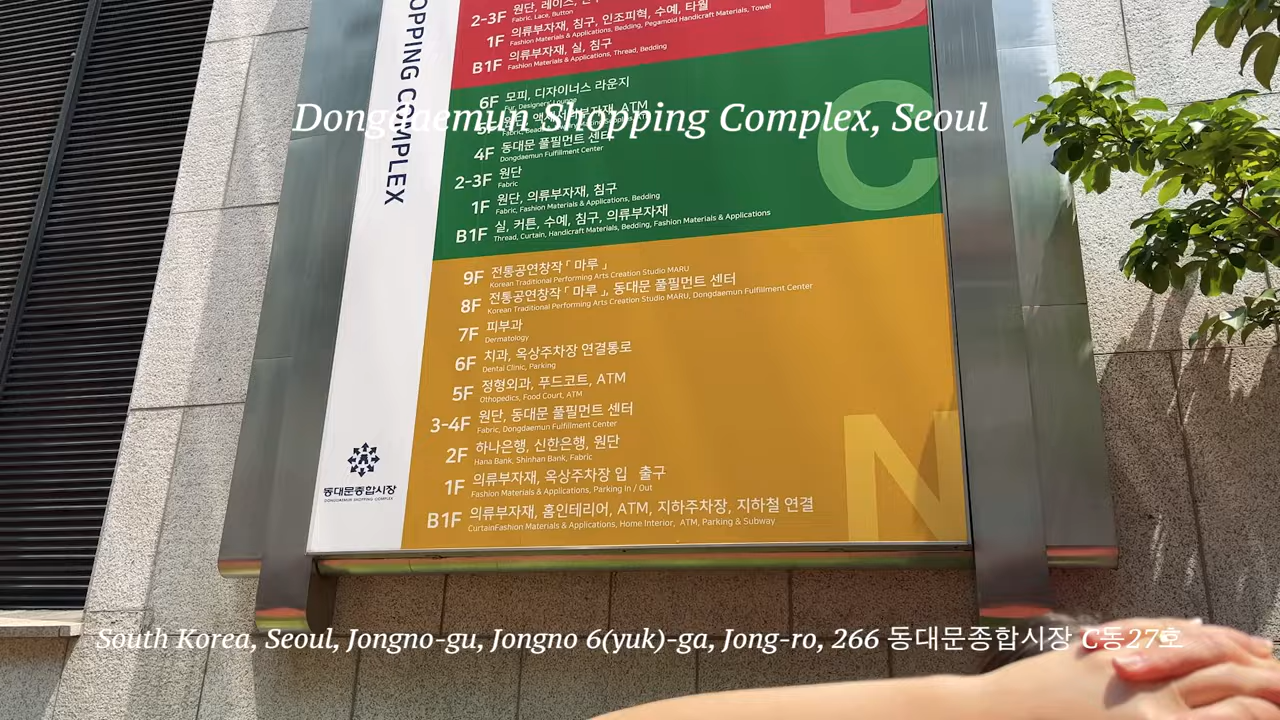 OPPING COMPLEX
2-3F 원단, 레이스,
Fabric, Lace, Button
1F 의류부자재, 침구, 인조피혁, 수예, 타월
Fashion Materials & Applications, Bedding, Pegamoid Handicraft Materials, Towel
B1F 의류부자재, 실, 침구
Fashion Materials & Applications, Thread, Bedding
B
6F 모피, 디자이너스 라운지
Fur, Designers Lounge
Dongdaemun Shopping Complex, Seoul
5F 원단, 액세서리부자재, ATM
4F 동대문 풀필먼트 센터
Dongdaemun Fulfillment Center
2-3F 원단
Fabric
1F 원단, 의류부자재, 침구
Fabric, Fashion Materials & Applications, Bedding
B1F 실, 커튼, 수예, 침구, 의류부자재
Thread, Curtain, Handicraft Materials, Bedding, Fashion Materials & Applications
C
9F 전통공연창작「마루」
Korean Traditional Performing Arts Creation Studio MARU
8F 전통공연창작「마루」, 동대문 풀필먼트 센터
Korean Traditional Performing Arts Creation Studio MARU, Dongdaemun Fulfillment Center
7F 피부과
Dermatology
6F 치과, 옥상주차장 연결통로
Dental Clinic, Parking
5F 정형외과, 푸드코트, ATM
Othopedics, Food Court, ATM
3-4F 원단, 동대문 풀필먼트 센터
Fabric, Dongdaemun Fulfillment Center
2F 하나은행, 신한은행, 원단
Hana Bank, Shinhan Bank, Fabric
1F 의류부자재, 옥상주차장 입 출구
Fashion Materials & Applications, Parking In / Out
B1F 의류부자재, 홈인테리어, ATM, 지하주차장, 지하철 연결
CurtainFashion Materials & Applications, Home Interior, ATM, Parking & Subway
N
동대문종합시장
DONGDAEMUN SHOPPING COMPLEX
South Korea, Seoul, Jongno-gu, Jongno 6(yuk)-ga, Jong-ro, 266 동대문종합시장 C동27호